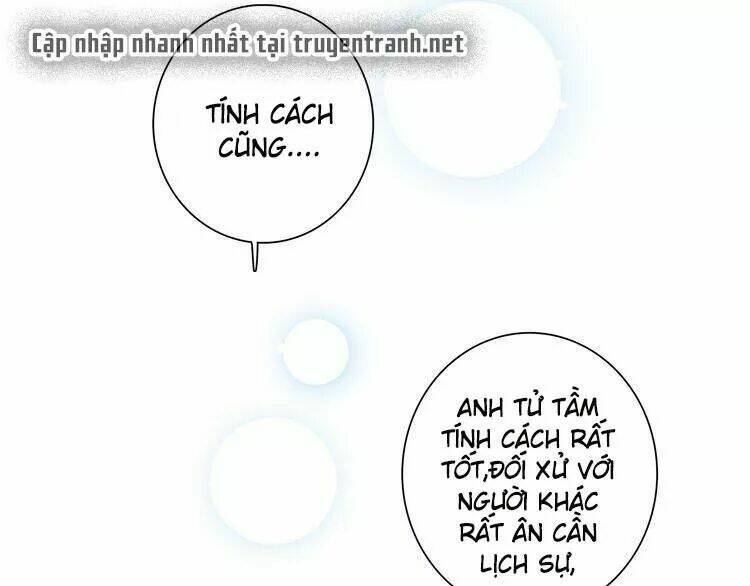 Cập nhập nhanh nhất tại truyentranh.net
TÍNH CÁCH
CŨNG....
ANH TỬ TẦM
TÍNH CÁCH RẤT
TỐT,ĐỐI XỬ VỚI
NGƯỜI KHÁC
RẤT ÂN CẦN
LỊCH SỰ,